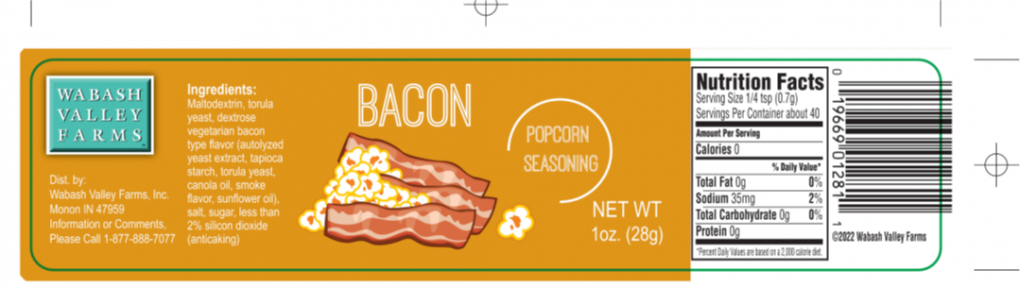 WABASH
VALLEY
FARMS
Dist. by:
Wabash Valley Farms, Inc.
Monon IN 47959
Information or Comments,
Please Call 1-877-888-7077
Ingredients:
Maltodextrin, torula
yeast, dextrose
vegetarian bacon
type flavor (autolyzed
yeast extract, tapioca
starch, torula yeast,
canola oil, smoke
flavor, sunflower oil),
salt, sugar, less than
2% silicon dioxide
(anticaking)
BACON
POPCORN
SEASONING
NET WT
1oz. (28g)
Nutrition Facts
Serving Size 1/4 tsp (0.7g)
Servings Per Container about 40
Amount Per Serving
Calories 0
% Daily Value*
Total Fat 0g 0%
Sodium 35mg 2%
Total Carbohydrate 0g 0%
Protein 0g
*Percent Daily Values are based on a 2,000 calorie diet.
0 19669 01281 1
©2022 Wabash Valley Farms